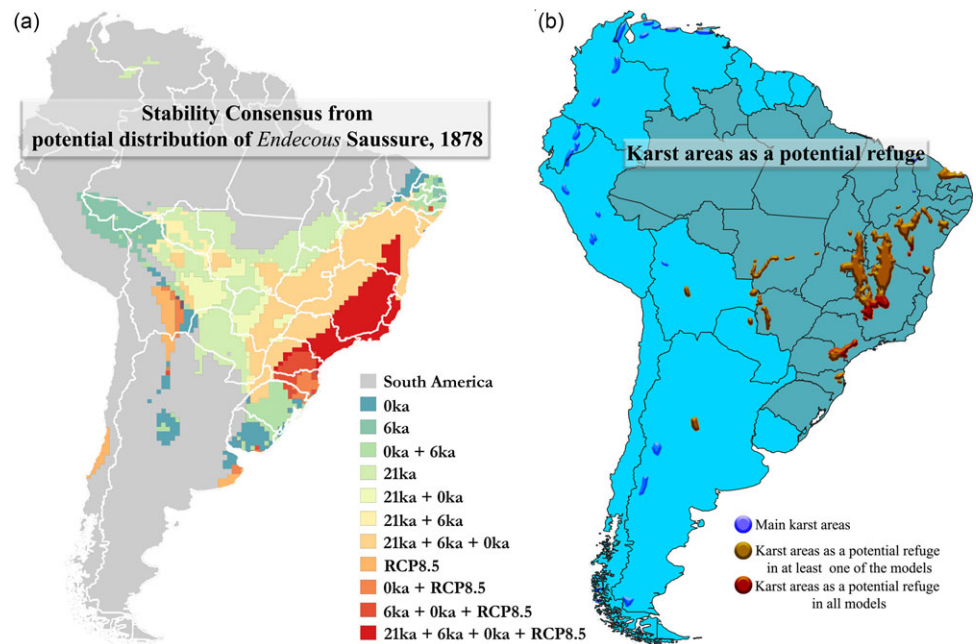 (a)
Stability Consensus from
potential distribution of Endecous Saussure, 1878
South America
0ka
6ka
0ka + 6ka
21ka
21ka + 0ka
21ka + 6ka
21ka + 6ka + 0ka
RCP8.5
0ka + RCP8.5
6ka + 0ka + RCP8.5
21ka + 6ka + 0ka + RCP8.5
(b)
Karst areas as a potential refuge
Main karst areas
Karst areas as a potential refuge
in at least one of the models
Karst areas as a potential refuge
in all models